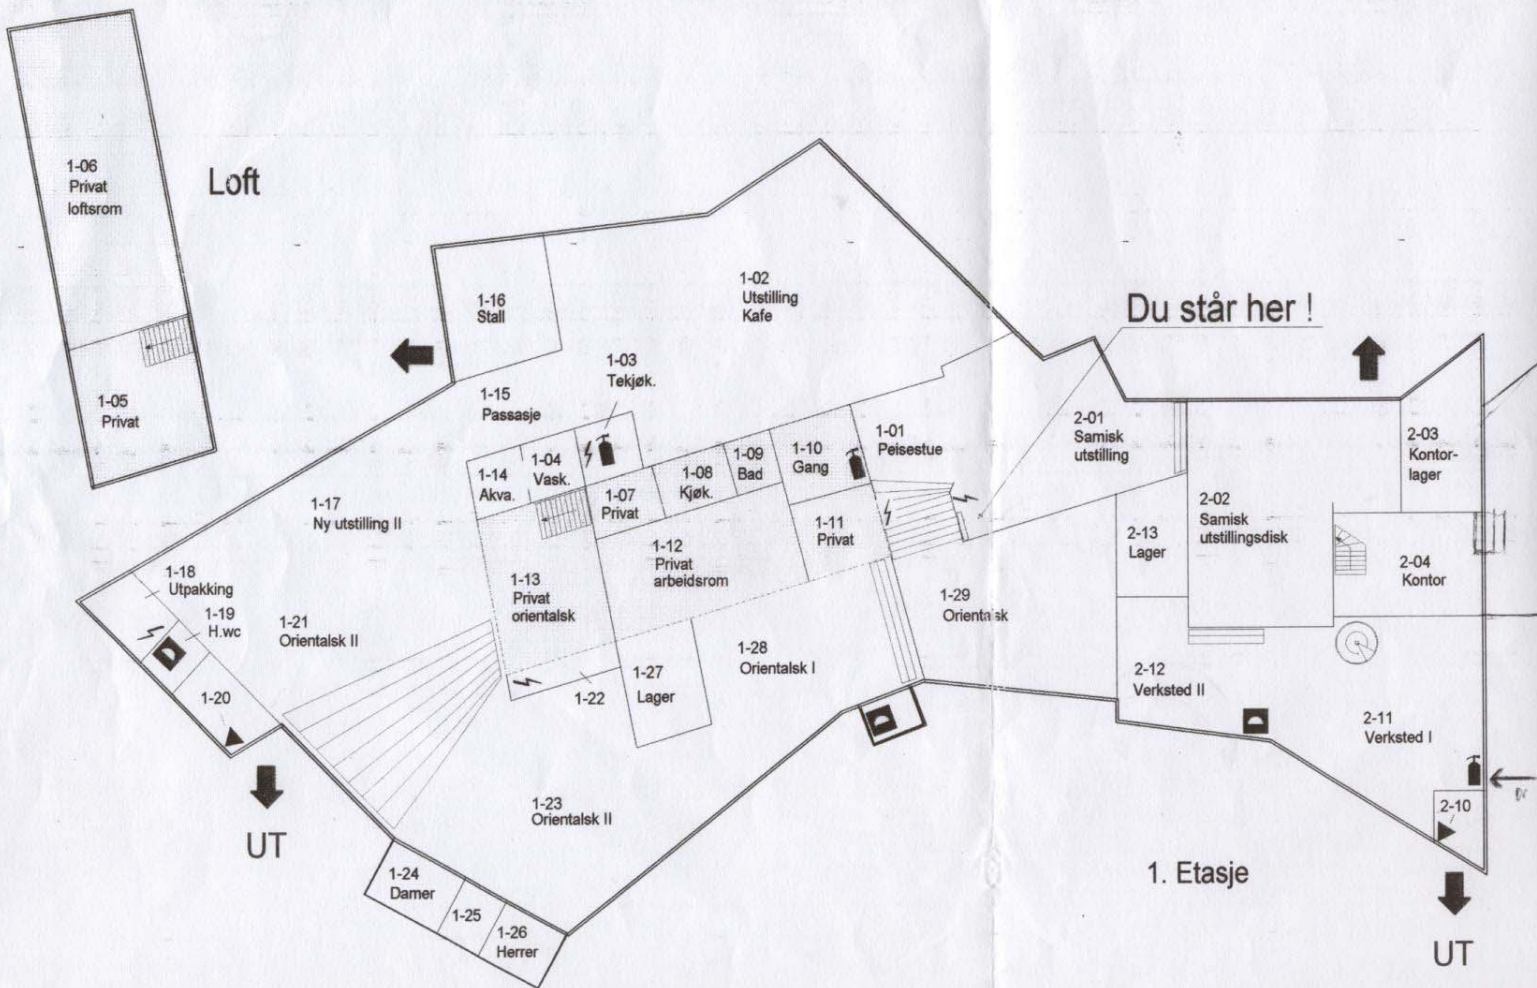 1-06
Privat
loftsrom
Loft
1-05
Privat
1-16
Stall
1-02
Utstilling
Kafe
Du står her !
1-03
Tekjøk.
1-15
Passasje
1-14
Akva.
1-04
Vask.
1-07
Privat
1-08
Kjøk.
1-09
Bad
1-10
Gang
1-01
Peisestue
2-01
Samisk
utstilling
2-03
Kontor-
lager
1-17
Ny utstilling II
1-11
Privat
1-12
Privat
arbeidsrom
2-13
Lager
2-02
Samisk
utstillingsdisk
2-04
Kontor
1-18
Utpakking
1-19
H.wc
1-21
Orientalsk II
1-13
Privat
orientalsk
1-29
Orientalsk
1-20
1-22
1-27
Lager
1-28
Orientalsk I
2-12
Verksted II
2-11
Verksted I
1-23
Orientalsk II
2-10
UT
1-24
Damer
1-25
1-26
Herrer
1. Etasje
UT